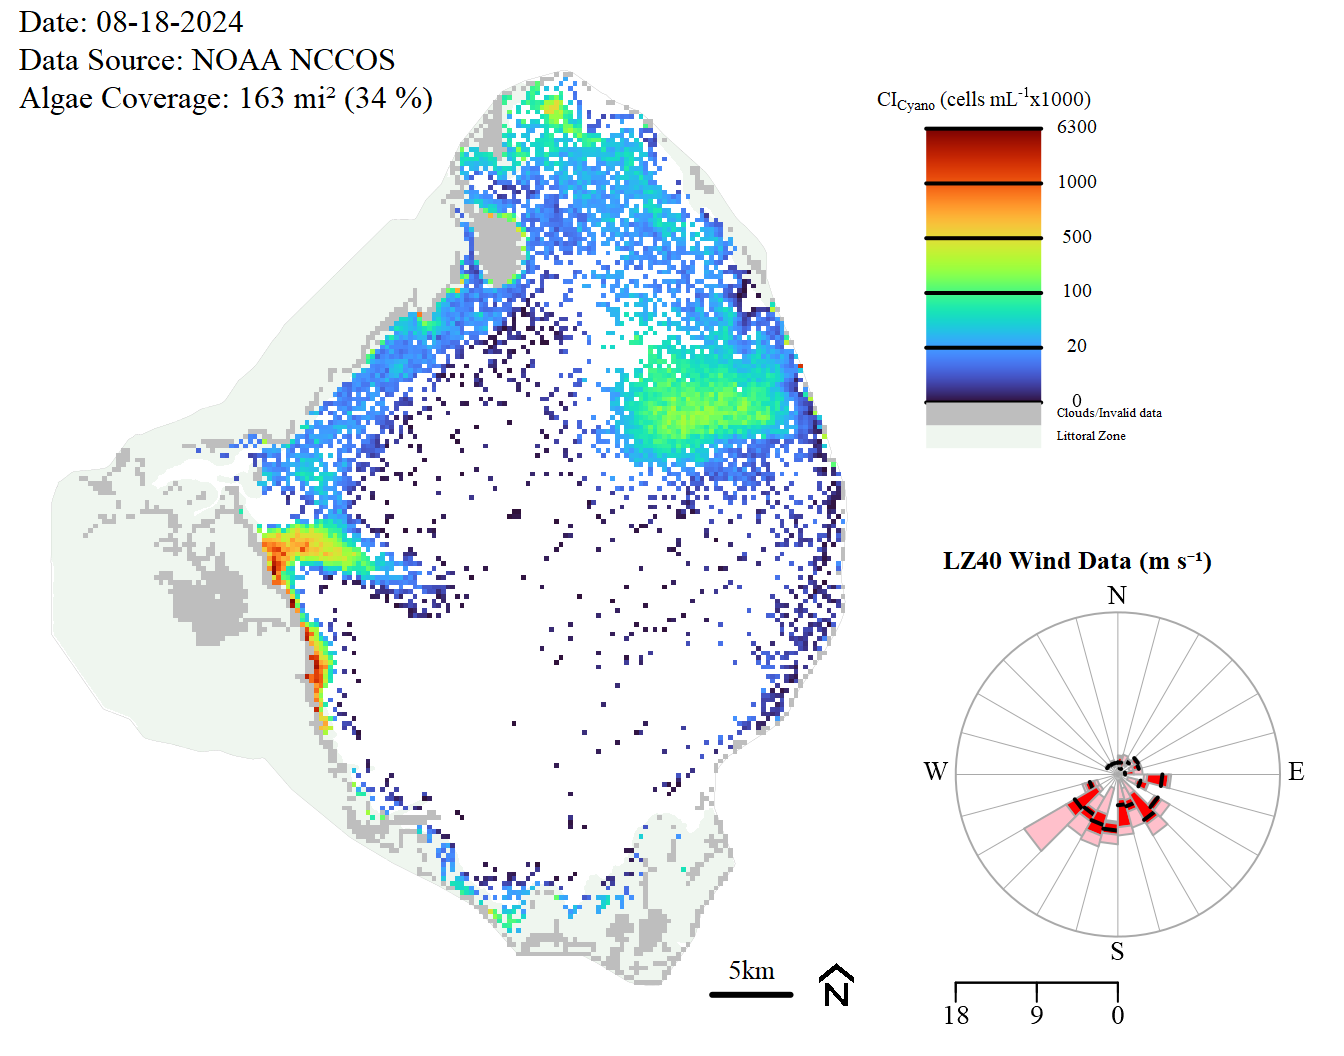 Date: 08-18-2024
Data Source: NOAA NCCOS
Algae Coverage: 163 mi² (34 %)
CICyano (cells mL-1x1000)
6300
1000
500
100
20
0
Clouds/Invalid data
Littoral Zone
LZ40 Wind Data (m s⁻¹)
N
W
E
S
5km
N
18
9
0